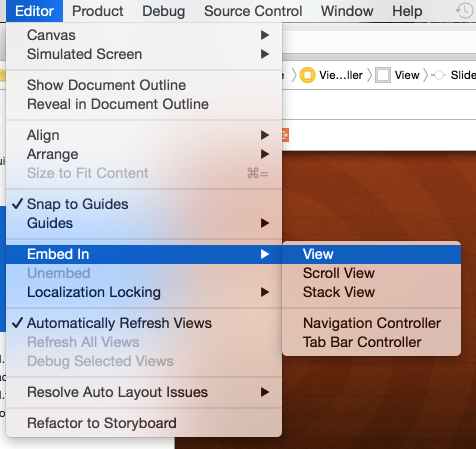 Editor Product Debug Source Control Window Help
Canvas
Simulated Screen
Show Document Outline
Reveal in Document Outline
Align
Arrange
Size to Fit Content ⌘=
✓ Snap to Guides
Guides
Embed In
Unembed
Localization Locking
✓ Automatically Refresh Views
Refresh All Views
Debug Selected Views
Resolve Auto Layout Issues
Refactor to Storyboard
Vie...ller View Slide
View
Scroll View
Stack View
Navigation Controller
Tab Bar Controller